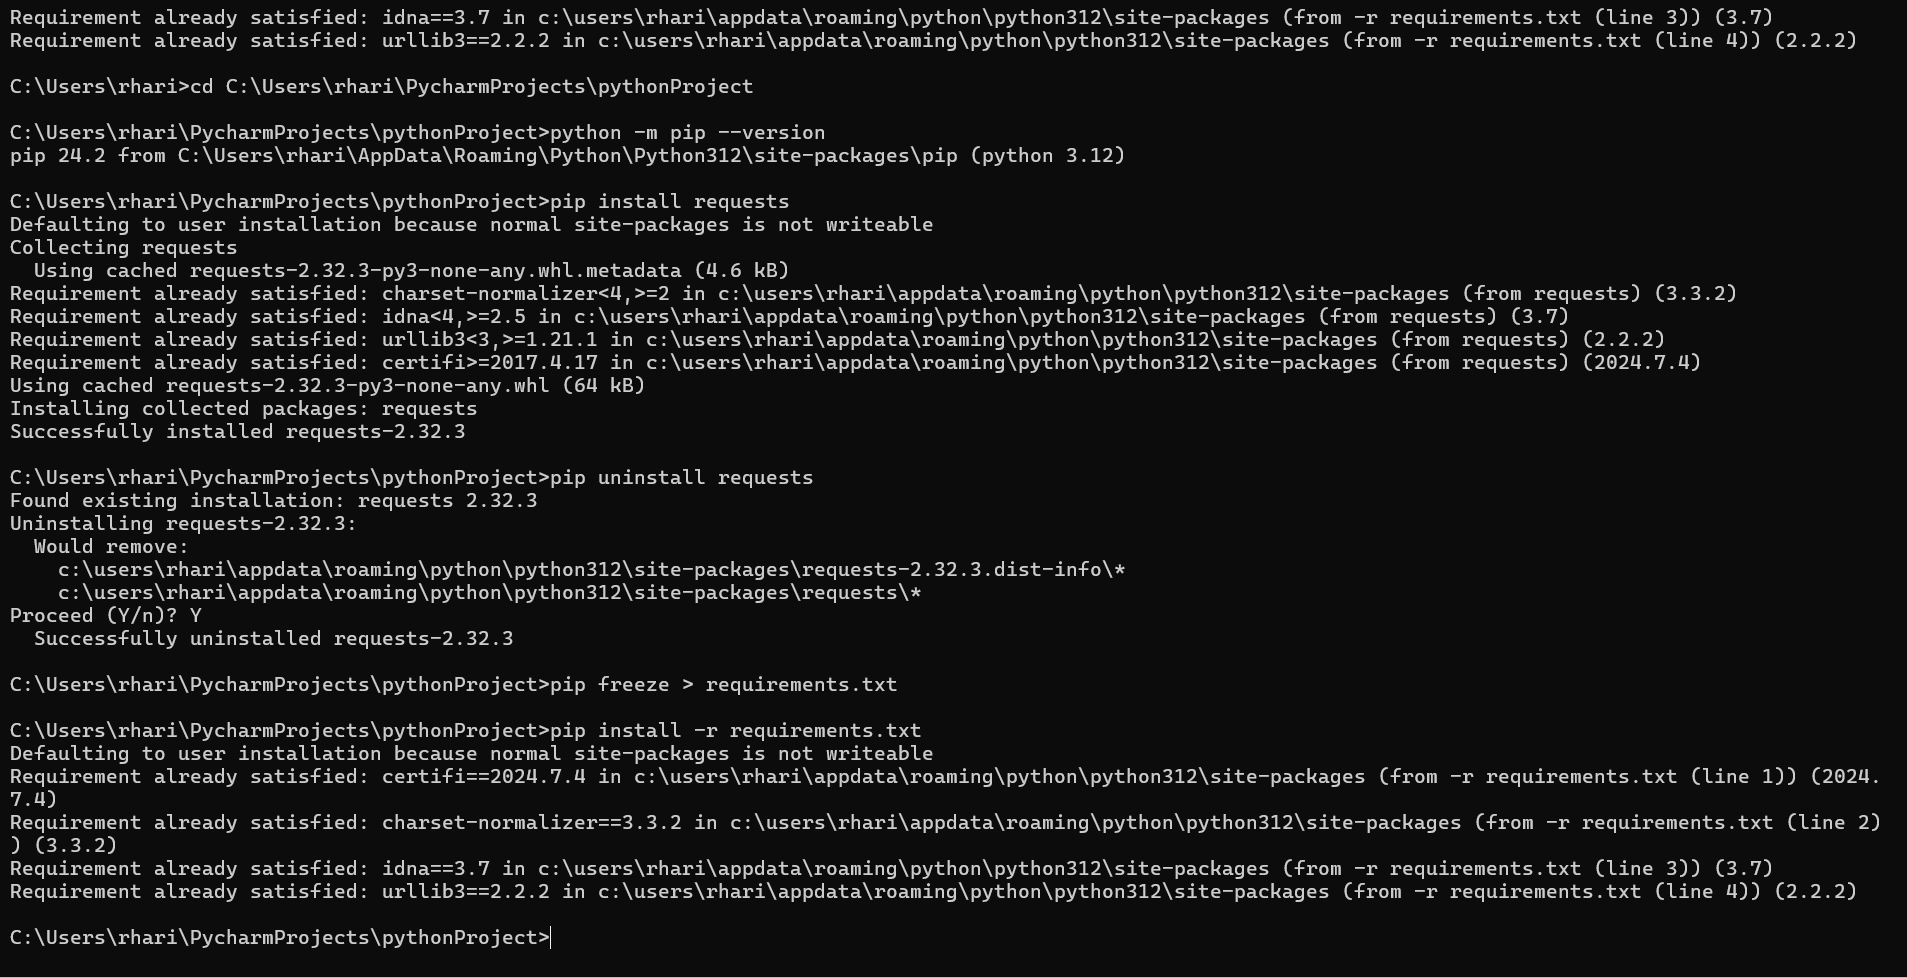 Requirement already satisfied: idna==3.7 in c:\users\rhari\appdata\roaming\python\python312\site-packages (from -r requirements.txt (line 3)) (3.7)
Requirement already satisfied: urllib3==2.2.2 in c:\users\rhari\appdata\roaming\python\python312\site-packages (from -r requirements.txt (line 4)) (2.2.2)
C:\Users\rhari>cd C:\Users\rhari\PycharmProjects\pythonProject
C:\Users\rhari\PycharmProjects\pythonProject>python -m pip --version
pip 24.2 from C:\Users\rhari\AppData\Roaming\Python\Python312\site-packages\pip (python 3.12)
C:\Users\rhari\PycharmProjects\pythonProject>pip install requests
Defaulting to user installation because normal site-packages is not writeable
Collecting requests
  Using cached requests-2.32.3-py3-none-any.whl.metadata (4.6 kB)
Requirement already satisfied: charset-normalizer<4,>=2 in c:\users\rhari\appdata\roaming\python\python312\site-packages (from requests) (3.3.2)
Requirement already satisfied: idna<4,>=2.5 in c:\users\rhari\appdata\roaming\python\python312\site-packages (from requests) (3.7)
Requirement already satisfied: urllib3<3,>=1.21.1 in c:\users\rhari\appdata\roaming\python\python312\site-packages (from requests) (2.2.2)
Requirement already satisfied: certifi>=2017.4.17 in c:\users\rhari\appdata\roaming\python\python312\site-packages (from requests) (2024.7.4)
Using cached requests-2.32.3-py3-none-any.whl (64 kB)
Installing collected packages: requests
Successfully installed requests-2.32.3
C:\Users\rhari\PycharmProjects\pythonProject>pip uninstall requests
Found existing installation: requests 2.32.3
Uninstalling requests-2.32.3:
  Would remove:
    c:\users\rhari\appdata\roaming\python\python312\site-packages\requests-2.32.3.dist-info\*
    c:\users\rhari\appdata\roaming\python\python312\site-packages\requests\*
Proceed (Y/n)? Y
  Successfully uninstalled requests-2.32.3
C:\Users\rhari\PycharmProjects\pythonProject>pip freeze > requirements.txt
C:\Users\rhari\PycharmProjects\pythonProject>pip install -r requirements.txt
Defaulting to user installation because normal site-packages is not writeable
Requirement already satisfied: certifi==2024.7.4 in c:\users\rhari\appdata\roaming\python\python312\site-packages (from -r requirements.txt (line 1)) (2024.
7.4)
Requirement already satisfied: charset-normalizer==3.3.2 in c:\users\rhari\appdata\roaming\python\python312\site-packages (from -r requirements.txt (line 2)
) (3.3.2)
Requirement already satisfied: idna==3.7 in c:\users\rhari\appdata\roaming\python\python312\site-packages (from -r requirements.txt (line 3)) (3.7)
Requirement already satisfied: urllib3==2.2.2 in c:\users\rhari\appdata\roaming\python\python312\site-packages (from -r requirements.txt (line 4)) (2.2.2)
C:\Users\rhari\PycharmProjects\pythonProject>